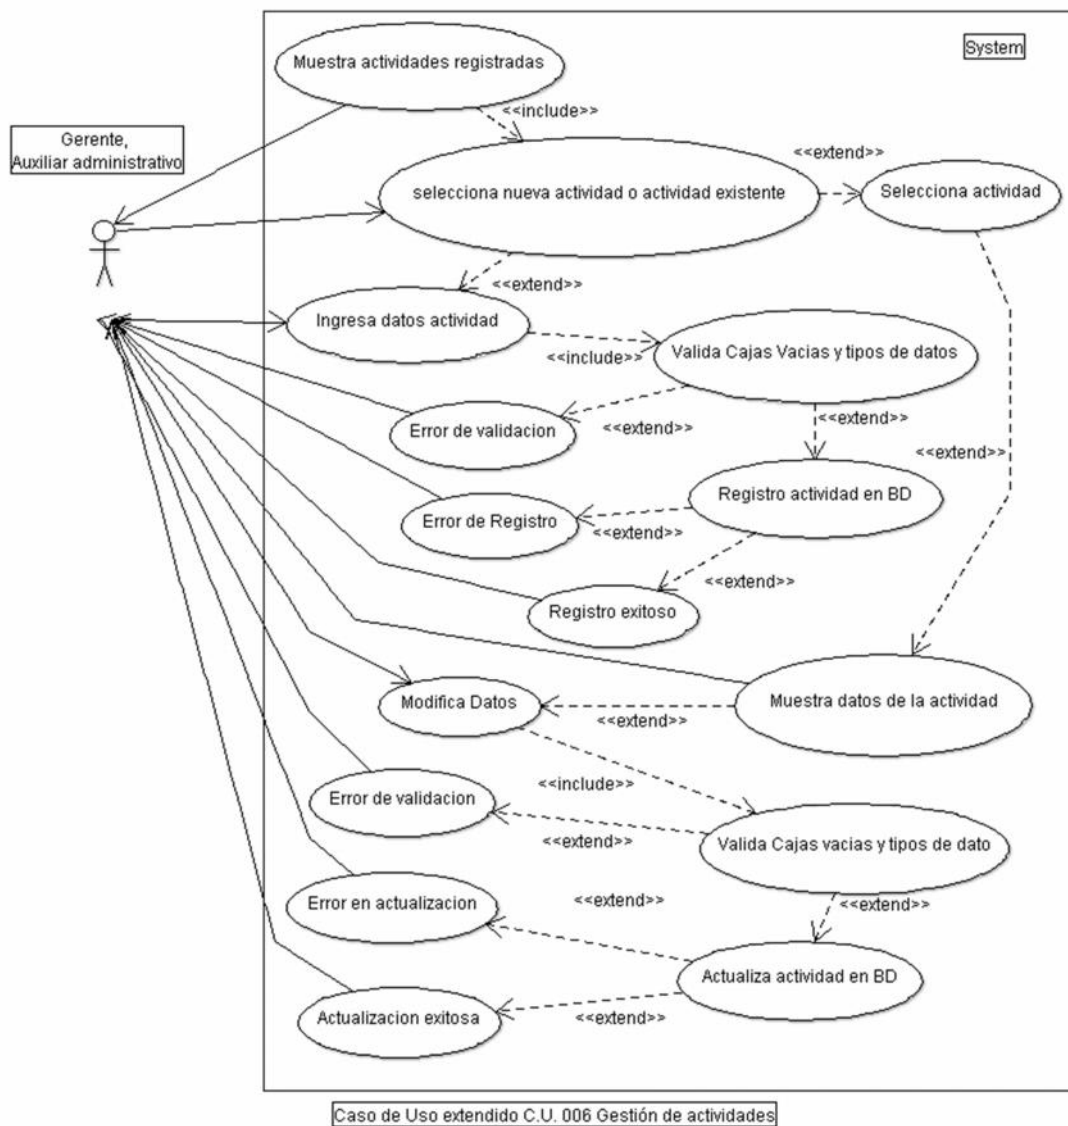 System
Muestra actividades registradas
<<include>>
Gerente,
Auxiliar administrativo
<<extend>>
selecciona nueva actividad o actividad existente
Selecciona actividad
<<extend>>
Ingresa datos actividad
<<include>>
Valida Cajas Vacias y tipos de datos
Error de validacion
<<extend>>
<<extend>>
<<extend>>
Registro actividad en BD
Error de Registro
<<extend>>
<<extend>>
Registro exitoso
Modifica Datos
<<extend>>
Muestra datos de la actividad
<<include>>
Error de validacion
<<extend>>
Valida Cajas vacias y tipos de dato
Error en actualizacion
<<extend>>
<<extend>>
Actualiza actividad en BD
Actualizacion exitosa
<<extend>>
Caso de Uso extendido C.U. 006 Gestión de actividades